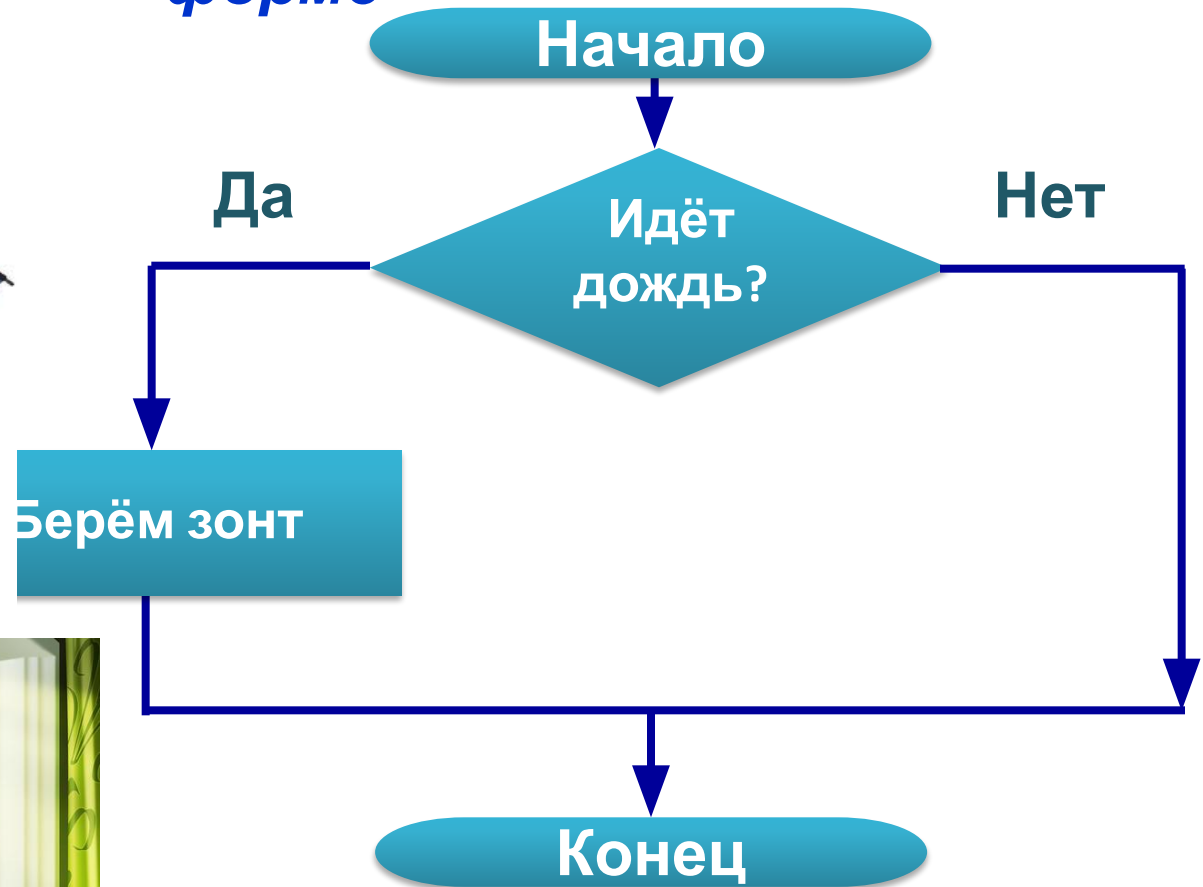 Начало
Да
Идёт
дождь?
Нет
Берём зонт
Конец